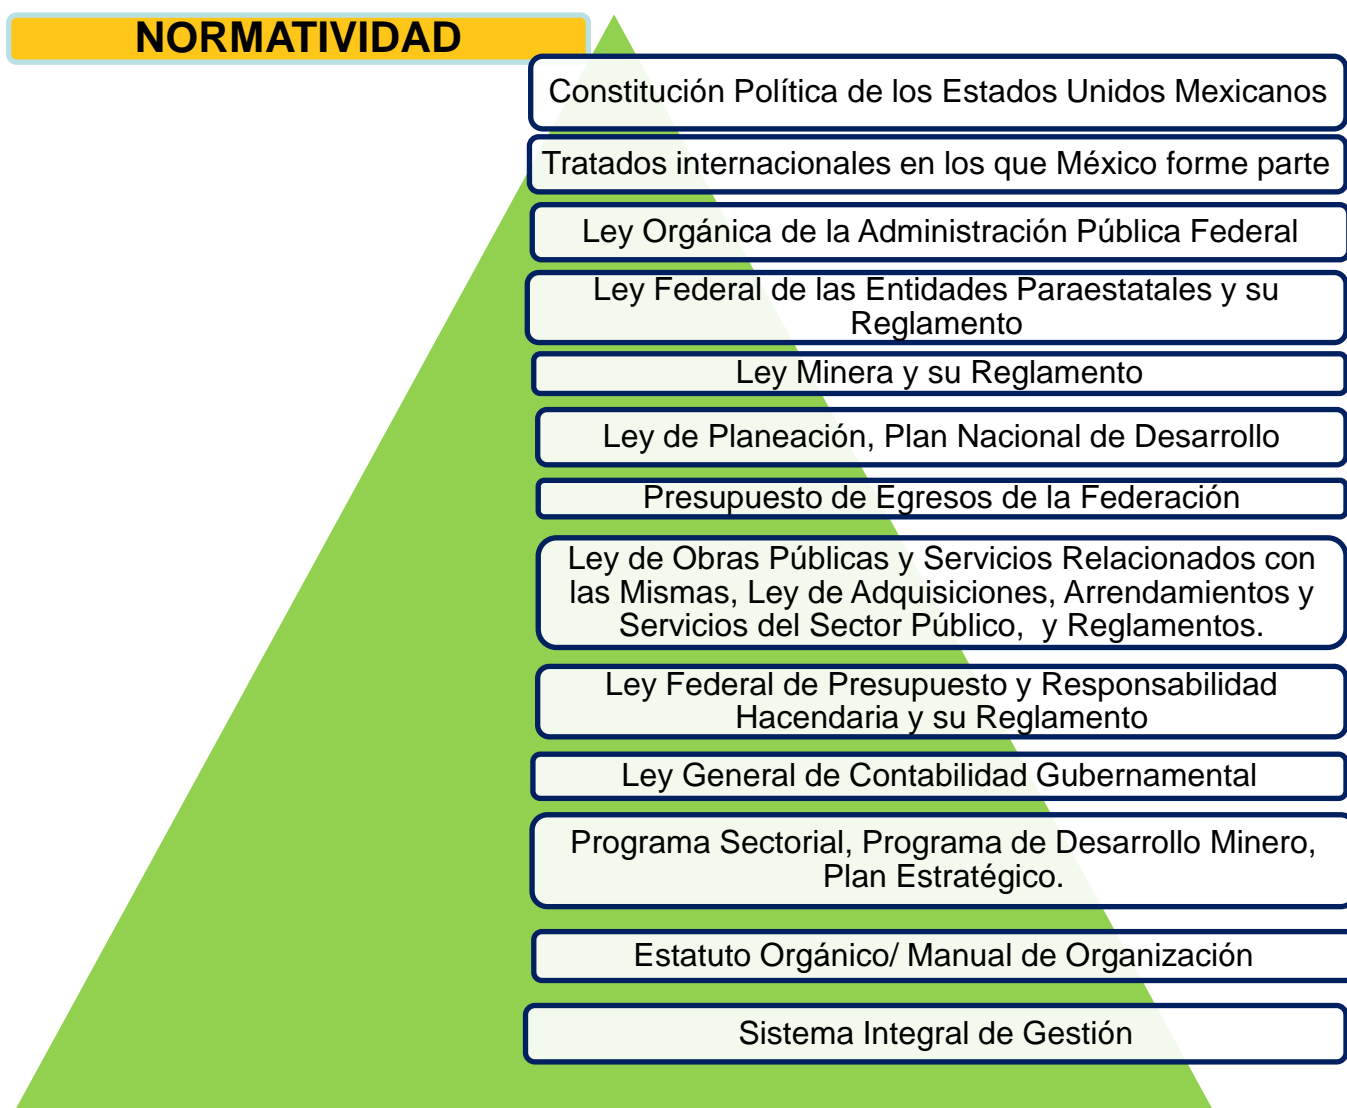 NORMATIVIDAD
Constitución Política de los Estados Unidos Mexicanos
Tratados internacionales en los que México forme parte
Ley Orgánica de la Administración Pública Federal
Ley Federal de las Entidades Paraestatales y su
Reglamento
Ley Minera y su Reglamento
Ley de Planeación, Plan Nacional de Desarrollo
Presupuesto de Egresos de la Federación
Ley de Obras Públicas y Servicios Relacionados con
las Mismas, Ley de Adquisiciones, Arrendamientos y
Servicios del Sector Público,  y Reglamentos.
Ley Federal de Presupuesto y Responsabilidad
Hacendaria y su Reglamento
Ley General de Contabilidad Gubernamental
Programa Sectorial, Programa de Desarrollo Minero,
Plan Estratégico.
Estatuto Orgánico/ Manual de Organización
Sistema Integral de Gestión